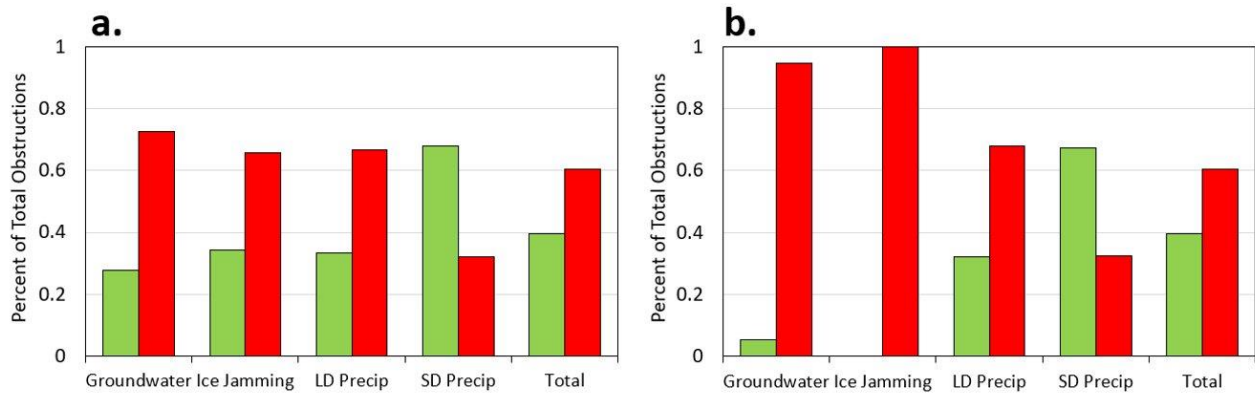 a.
Percent of Total Obstructions
1
0.8
0.6
0.4
0.2
0
Groundwater Ice Jamming LD Precip SD Precip Total
b.
Percent of Total Obstructions
1
0.8
0.6
0.4
0.2
0
Groundwater Ice Jamming LD Precip SD Precip Total